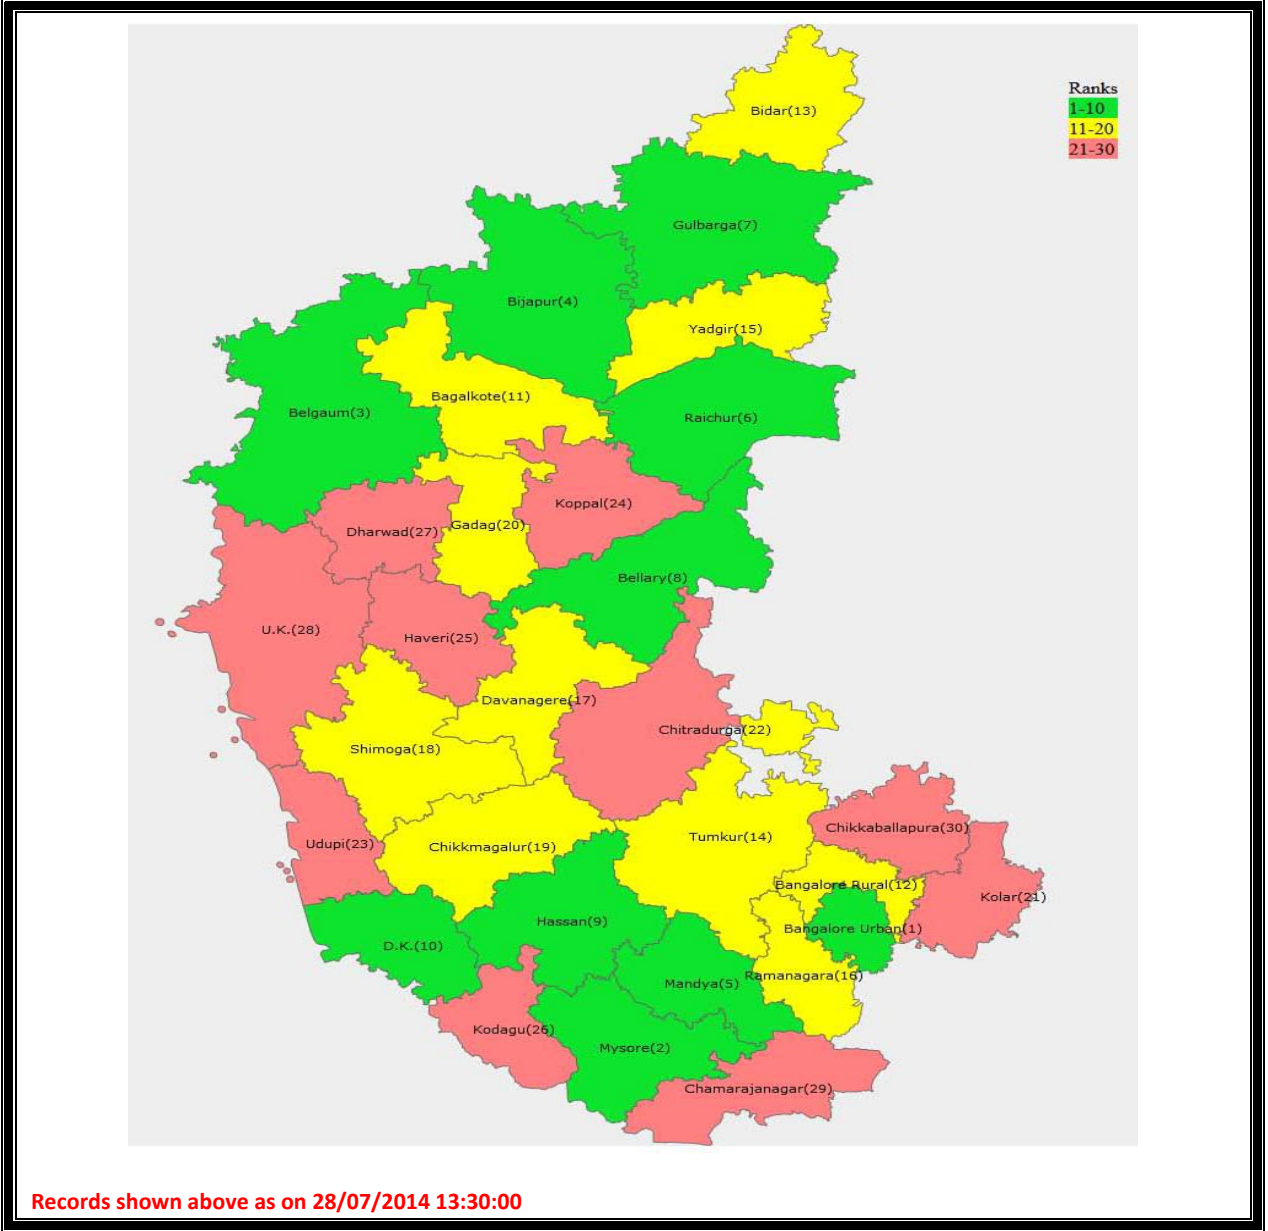 Ranks
1-10
11-20
21-30
Bidar(13)
Gulbarga(7)
Bijapur(4)
Yadgir(15)
Bagalkote(11)
Belgaum(3)
Raichur(6)
Koppal(24)
Gadag(20)
Dharwad(27)
Bellary(8)
U.K.(28)
Haveri(25)
Davanagere(17)
Chitradurga(22)
Shimoga(18)
Chikkaballapura(30)
Tumkur(14)
Udupi(23)
Chikkmagalur(19)
Bangalore Rural(12)
Kolar(21)
Hassan(9)
Bangalore Urban(1)
D.K.(10)
Ramanagara(16)
Mandya(5)
Kodagu(26)
Mysore(2)
Chamarajanagar(29)
Records shown above as on 28/07/2014 13:30:00